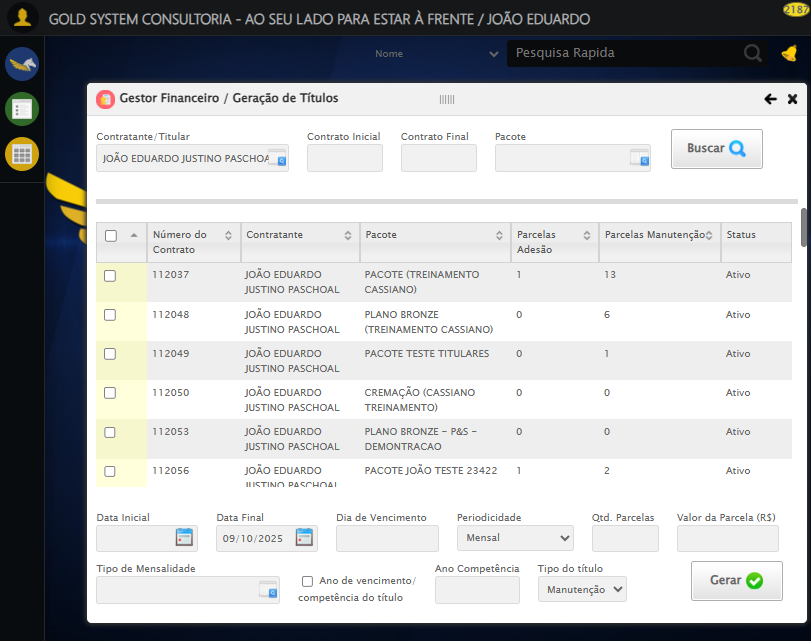 GOLD SYSTEM CONSULTORIA - AO SEU LADO PARA ESTAR À FRENTE / JOÃO EDUARDO
2187
Nome
Pesquisa Rapida
Gestor Financeiro / Geração de Títulos
Contratante/Titular
Contrato Inicial
Contrato Final
Pacote
JOÃO EDUARDO JUSTINO PASCHOA
Buscar
Número do
Contrato
Contratante
Pacote
Parcelas
Adesão
Parcelas Manutenção
Status
112037
JOÃO EDUARDO
JUSTINO PASCHOAL
PACOTE (TREINAMENTO
CASSIANO)
1
13
Ativo
112048
JOÃO EDUARDO
JUSTINO PASCHOAL
PLANO BRONZE
(TREINAMENTO CASSIANO)
0
6
Ativo
112049
JOÃO EDUARDO
JUSTINO PASCHOAL
PACOTE TESTE TITULARES
0
1
Ativo
112050
JOÃO EDUARDO
JUSTINO PASCHOAL
CREMAÇÃO (CASSIANO
TREINAMENTO)
0
0
Ativo
112053
JOÃO EDUARDO
JUSTINO PASCHOAL
PLANO BRONZE - P&S -
DEMONTRACAO
0
0
Ativo
112056
JOÃO EDUARDO
JUSTINO PASCHOAL
PACOTE JOÃO TESTE 23422
1
2
Ativo
Data Inicial
Data Final
Dia de Vencimento
Periodicidade
Qtd. Parcelas
Valor da Parcela (R$)
09/10/2025
Mensal
Tipo de Mensalidade
Ano de vencimento/
competência do título
Ano Competência
Tipo do título
Manutenção
Gerar